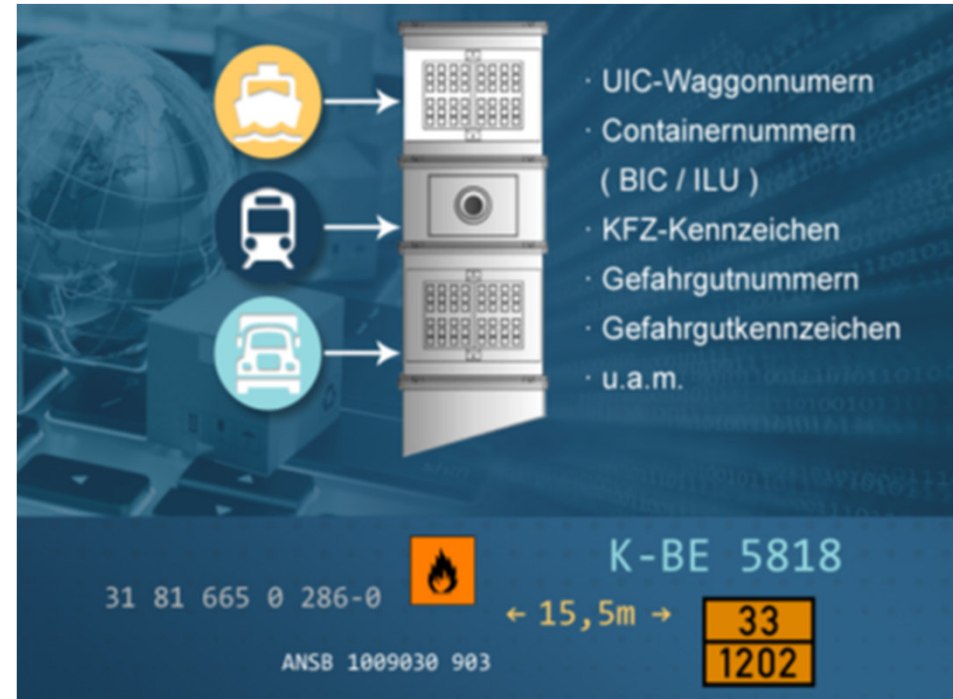 · UIC-Waggonnumern
· Containernummern
( BIC / ILU )
· KFZ-Kennzeichen
· Gefahrgutnummern
· Gefahrgutkennzeichen
· u.a.m.
K-BE 5818
31 81 665 0 286-0
← 15,5m →
33
1202
ANSB 1009030 903